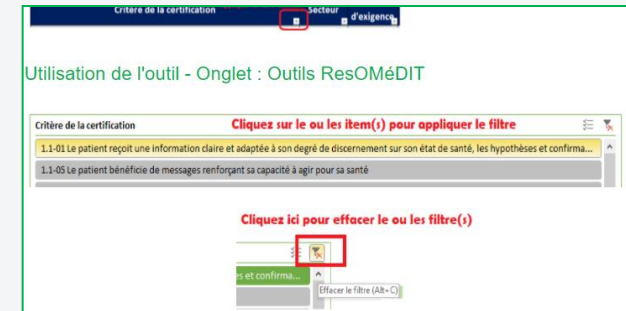 Critère de la certification Secteur d'exigence
Utilisation de l'outil - Onglet : Outils ResOMéDIT
Critère de la certification Cliquez sur le ou les item(s) pour appliquer le filtre
1.1-01 Le patient reçoit une information claire et adaptée à son degré de discernement sur son état de santé, les hypothèses et confirma...
1.1-05 Le patient bénéficie de messages renforçant sa capacité à agir pour sa santé
Cliquez ici pour effacer le ou les filtre(s)
es et confirma...
Effacer le filtre (Alt+C)